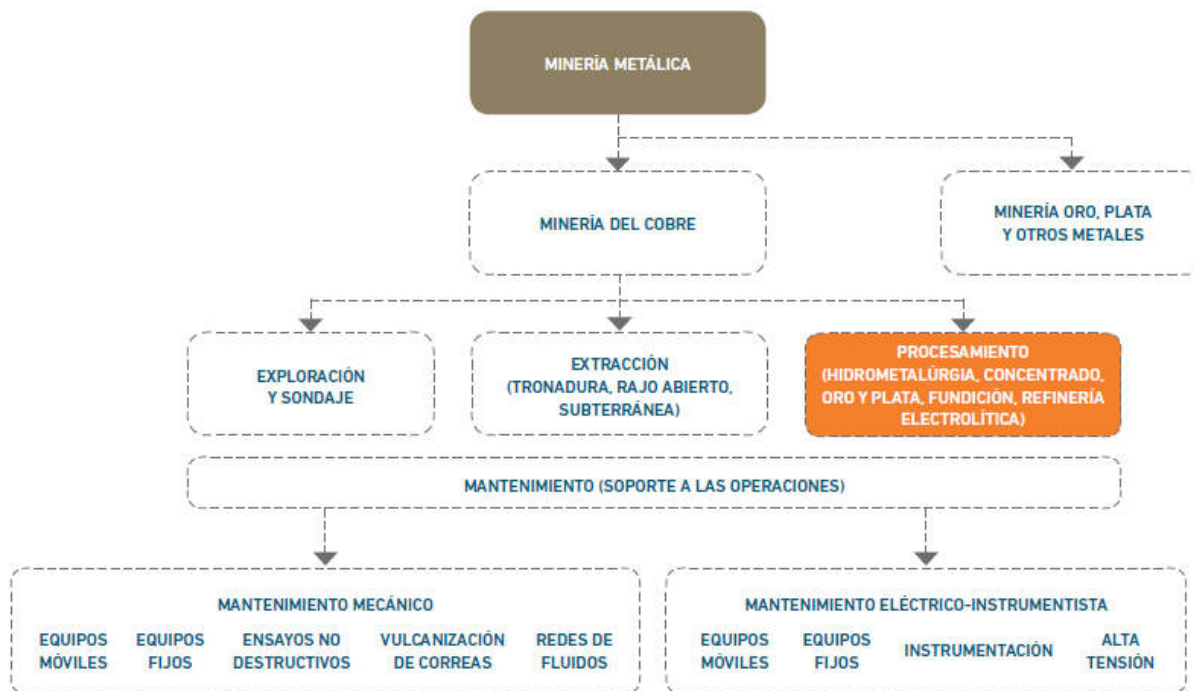 MINERÍA METÁLICA
MINERÍA DEL COBRE
MINERÍA ORO, PLATA
Y OTROS METALES
EXPLORACIÓN
Y SONDAJE
EXTRACCIÓN
(TRONADURA, RAJO ABIERTO,
SUBTERRÁNEA)
PROCESAMIENTO
(HIDROMETALÚRGIA, CONCENTRADO,
ORO Y PLATA, FUNDICIÓN, REFINERÍA
ELECTROLÍTICA)
MANTENIMIENTO (SOPORTE A LAS OPERACIONES)
MANTENIMIENTO MECÁNICO
EQUIPOS
MÓVILES
EQUIPOS
FIJOS
ENSAYOS NO
DESTRUCTIVOS
VULCANIZACIÓN
DE CORREAS
REDES DE
FLUIDOS
MANTENIMIENTO ELÉCTRICO-INSTRUMENTISTA
EQUIPOS
MÓVILES
EQUIPOS
FIJOS
INSTRUMENTACIÓN
ALTA
TENSIÓN